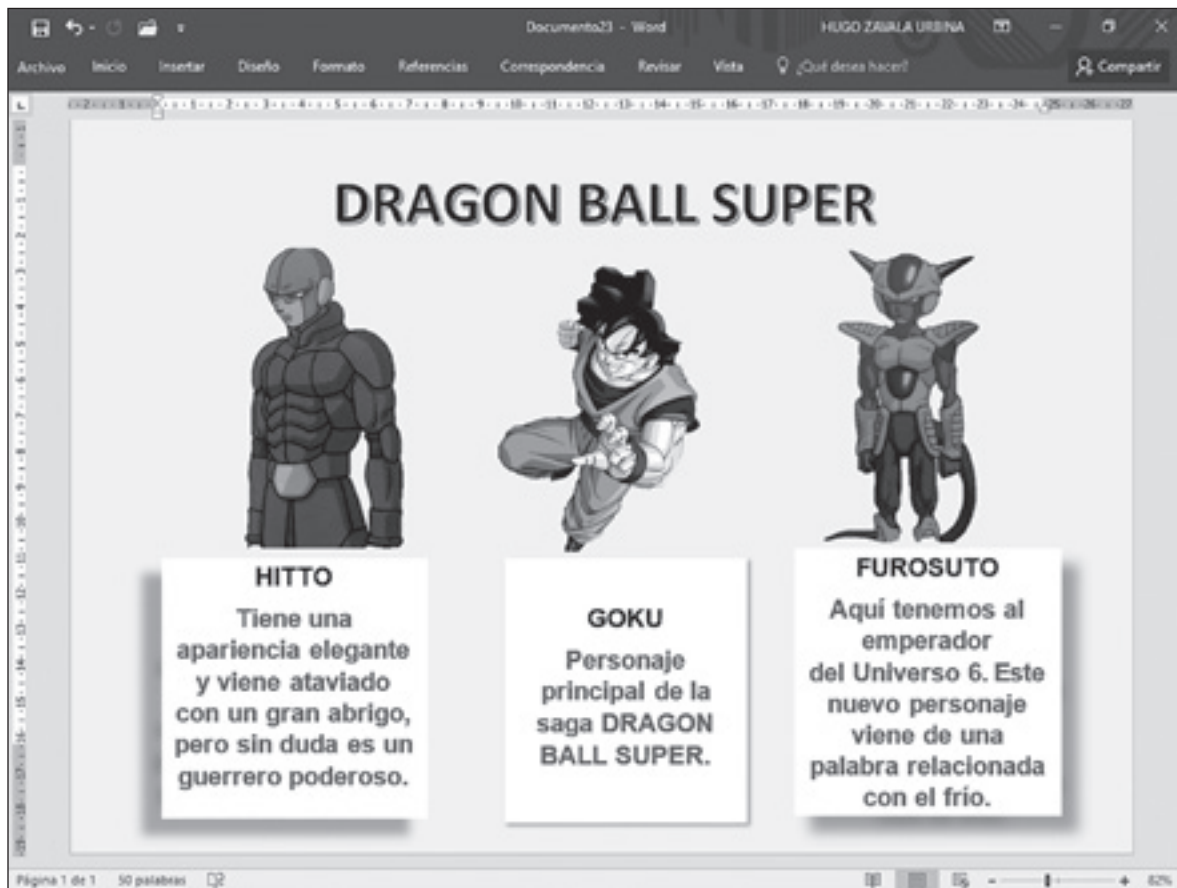 Documento23 - Word
HUGO ZAVALA URBINA
Archivo Inicio Insertar Diseño Formato Referencias Correspondencia Revisar Vista ¿Qué desea hacer? Compartir
DRAGON BALL SUPER
HITTO
Tiene una
apariencia elegante
y viene ataviado
con un gran abrigo,
pero sin duda es un
guerrero poderoso.
GOKU
Personaje
principal de la
saga DRAGON
BALL SUPER.
FUROSUTO
Aquí tenemos al
emperador
del Universo 6. Este
nuevo personaje
viene de una
palabra relacionada
con el frio.
Página 1 de 1 50 palabras 82%